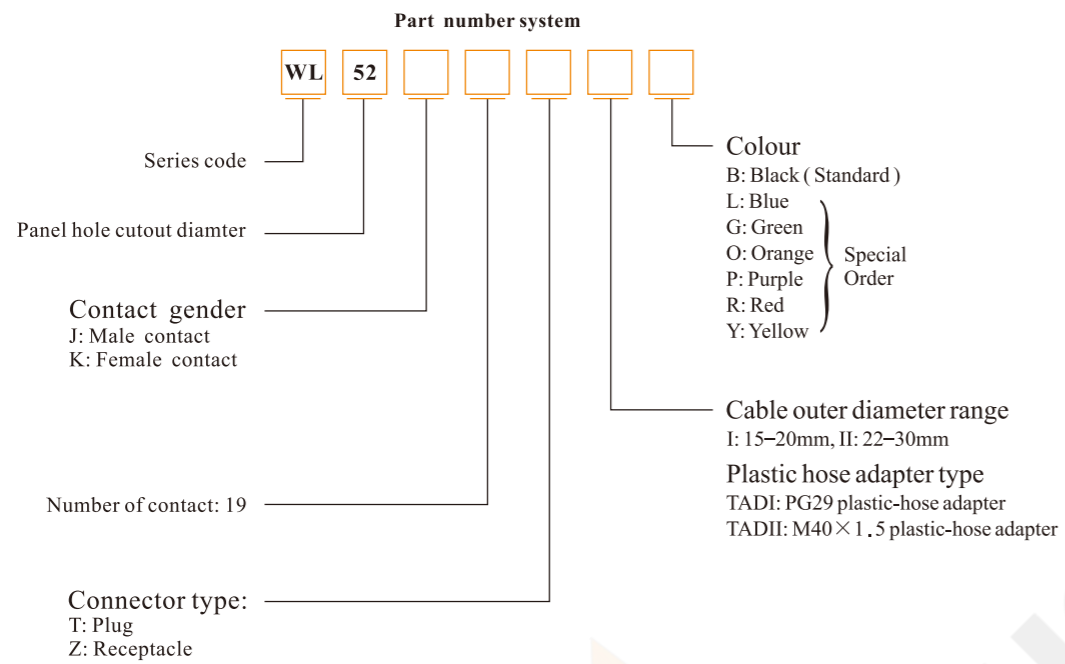 Part number system
WL 52
Series code
Panel hole cutout diamter
Contact gender
J: Male contact
K: Female contact
Number of contact: 19
Connector type:
T: Plug
Z: Receptacle
Colour
B: Black ( Standard )
L: Blue
G: Green
O: Orange
P: Purple
R: Red
Y: Yellow
Special
Order
Cable outer diameter range
I: 15–20mm, II: 22–30mm
Plastic hose adapter type
TADI: PG29 plastic-hose adapter
TADII: M40×1.5 plastic-hose adapter